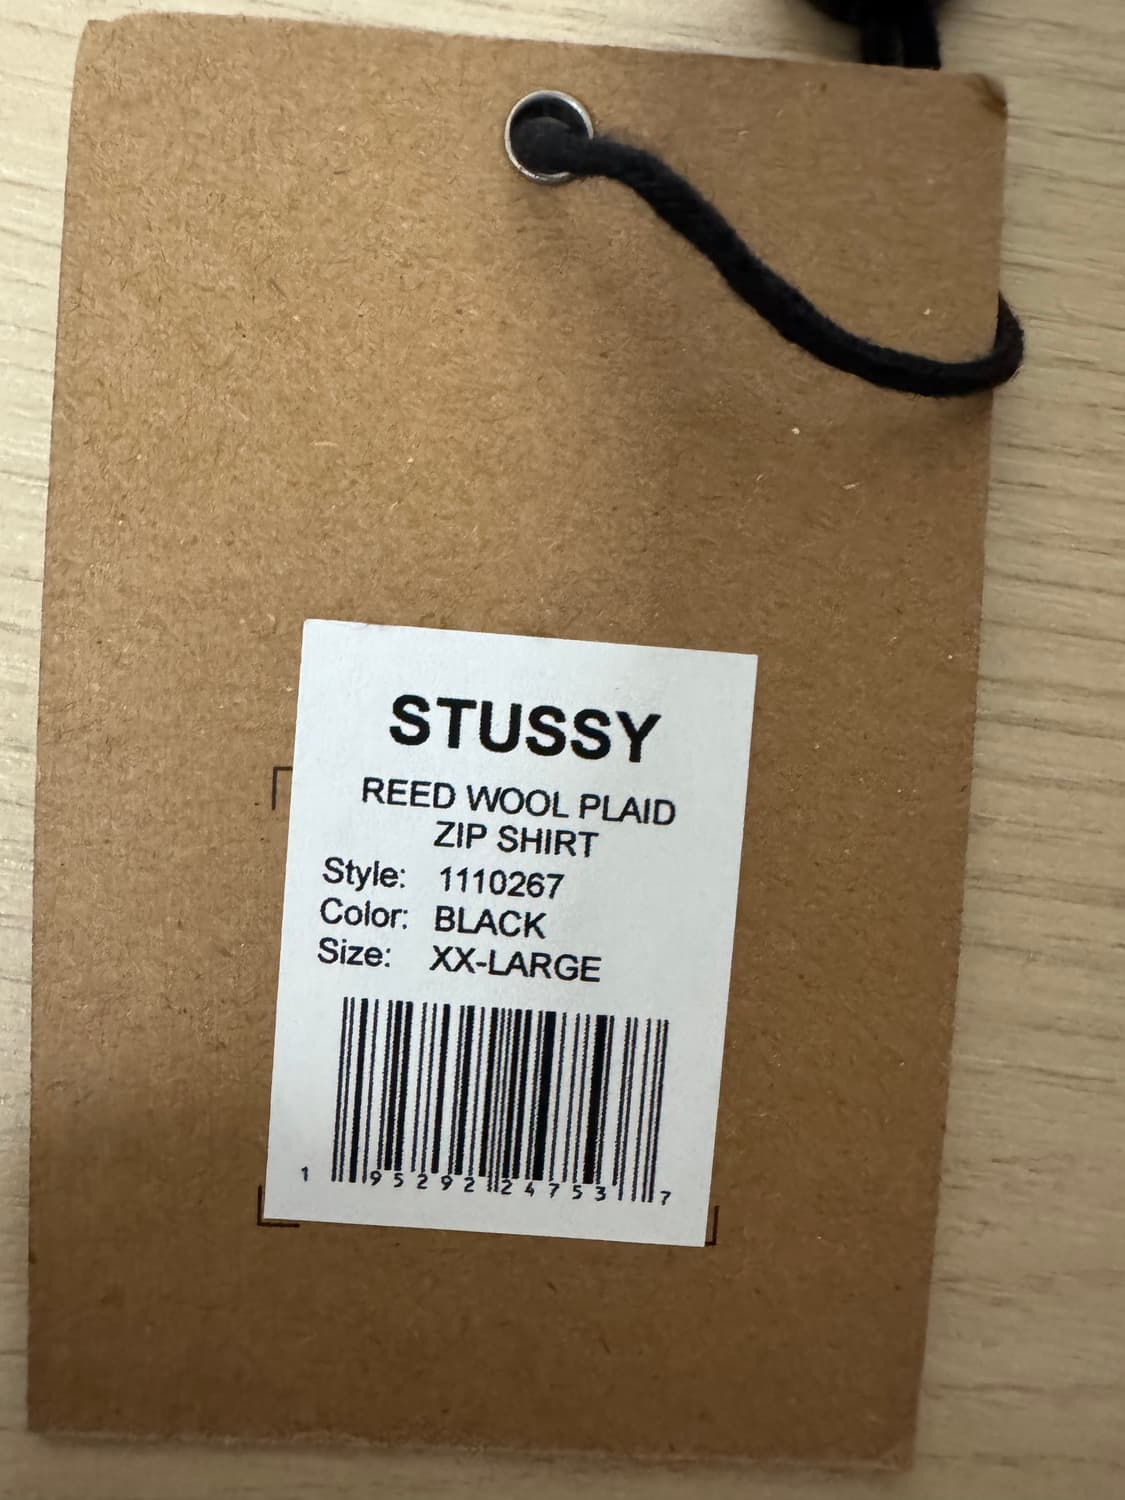 STUSSY
REED WOOL PLAID
ZIP SHIRT
Style: 1110267
Color: BLACK
Size: XX-LARGE
1 95292 24753 7